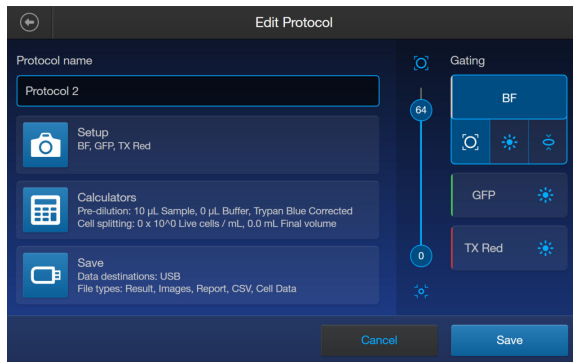 Edit Protocol
Protocol name
Protocol 2
Setup
BF, GFP, TX Red
Calculators
Pre-dilution: 10 µL Sample, 0 µL Buffer, Trypan Blue Corrected
Cell splitting: 0 x 10^0 Live cells / mL, 0.0 mL Final volume
Save
Data destinations: USB
File types: Result, Images, Report, CSV, Cell Data
64
0
Gating
BF
GFP
TX Red
Cancel
Save